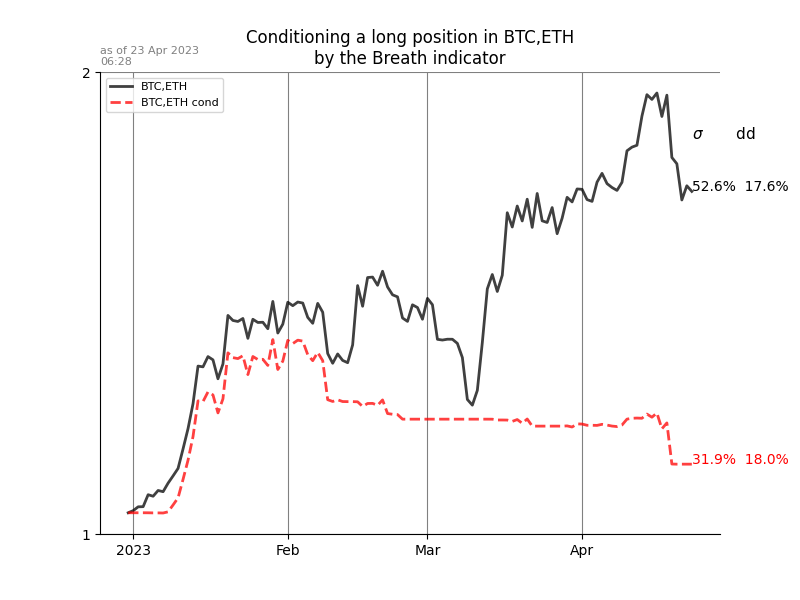 Conditioning a long position in BTC,ETH
by the Breath indicator
as of 23 Apr 2023
06:28
2
BTC,ETH
BTC,ETH cond
σ dd
52.6% 17.6%
31.9% 18.0%
1
2023 Feb Mar Apr